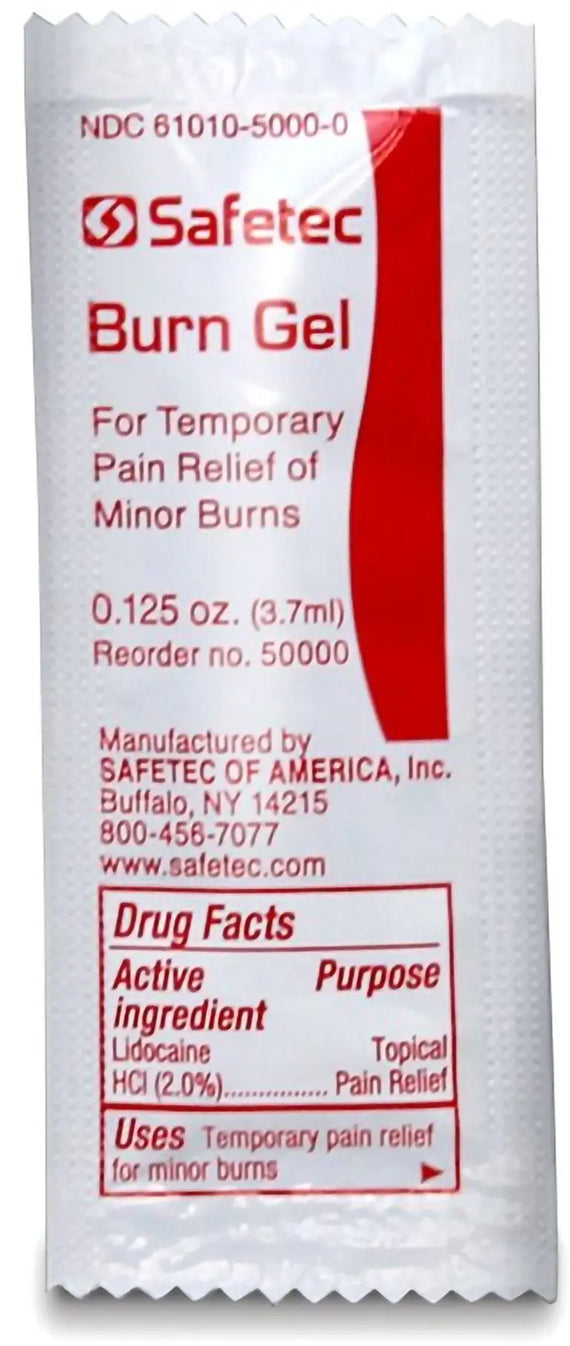 NDC 61010-5000-0
Safetec
Burn Gel
For Temporary
Pain Relief of
Minor Burns
0.125 oz. (3.7ml)
Reorder no. 50000
Manufactured by
SAFETEC OF AMERICA, Inc.
Buffalo, NY 14215
800-456-7077
www.safetec.com
Drug Facts
Active Purpose
ingredient
Lidocaine Topical
HCl (2.0%)............... Pain Relief
Uses Temporary pain relief
for minor burns